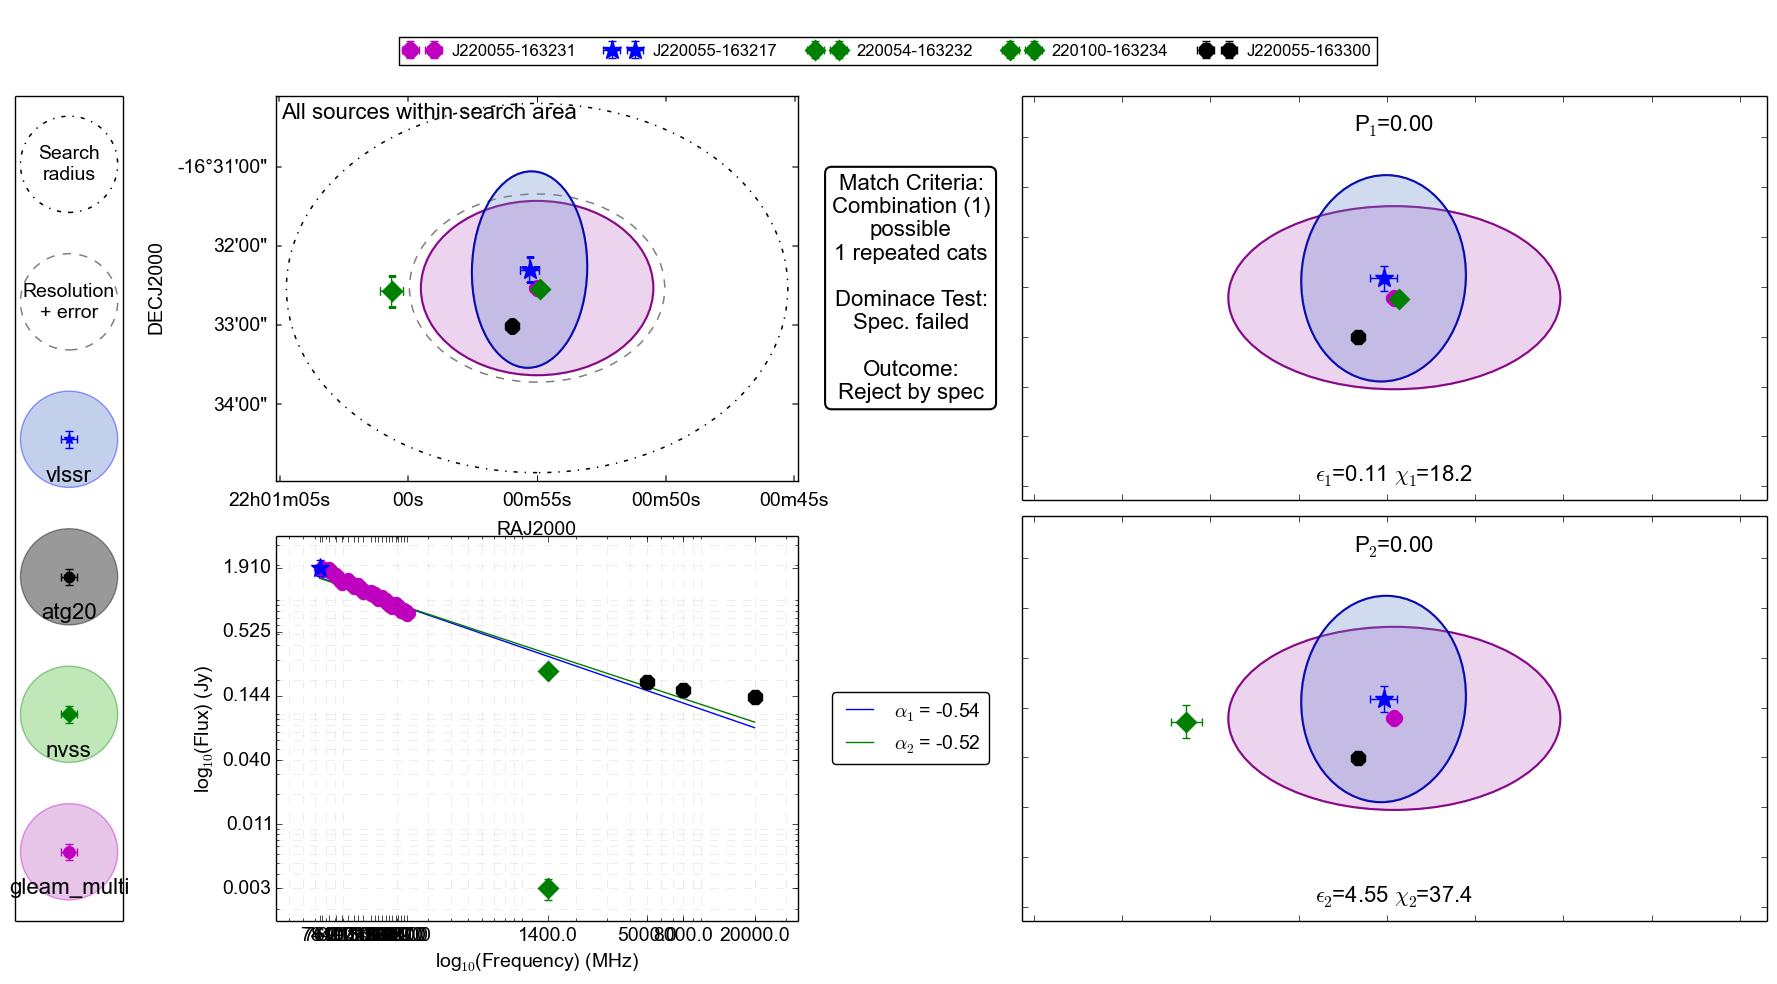 J220055-163231 J220055-163217 220054-163232 220100-163234 J220055-163300
Search
radius
Resolution
+ error
vlssr
atg20
nvss
gleam_multi
All sources within search area
DECJ2000
-16°31'00"
32'00"
33'00"
34'00"
22h01m05s 00s 00m55s 00m50s 00m45s
RAJ2000
Match Criteria:
Combination (1)
possible
1 repeated cats
Dominace Test:
Spec. failed
Outcome:
Reject by spec
P1=0.00
ϵ1=0.11 χ1=18.2
log10(Flux) (Jy)
1.910
0.525
0.144
0.040
0.011
0.003
1400.0 5000.0 8000.0 20000.0
log10(Frequency) (MHz)
α1 = -0.54
α2 = -0.52
P2=0.00
ϵ2=4.55 χ2=37.4